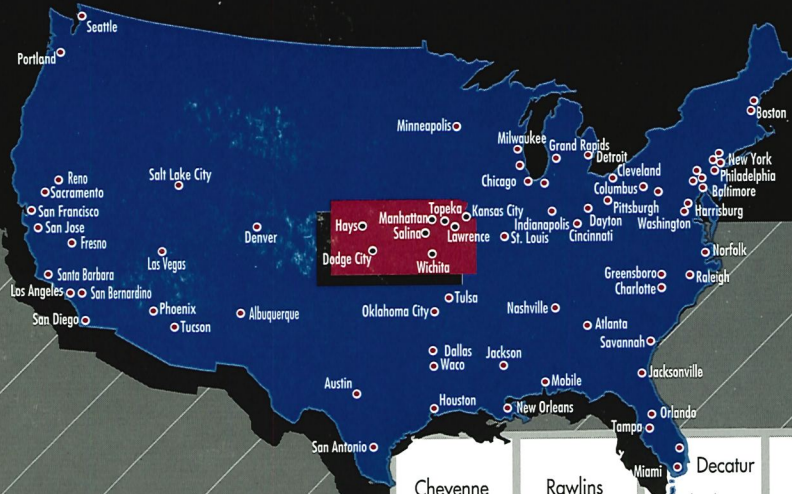 Seattle
Portland
Minneapolis
Boston
Milwaukee
Grand Rapids
Detroit
New York
Cleveland
Philadelphia
Reno
Salt Lake City
Chicago
Columbus
Baltimore
Sacramento
Pittsburgh
Harrisburg
San Francisco
Topeka
Kansas City
Manhattan
Indianapolis
Dayton
Washington
San Jose
Hays
Salina
Lawrence
St. Louis
Cincinnati
Fresno
Denver
Norfolk
Las Vegas
Dodge City
Wichita
Santa Barbara
Greensboro
Raleigh
Los Angeles
San Bernardino
Charlotte
Tulsa
Phoenix
Albuquerque
Oklahoma City
Nashville
San Diego
Tucson
Atlanta
Savannah
Dallas
Jackson
Waco
Jacksonville
Austin
Mobile
Houston
New Orleans
Orlando
Tampa
San Antonio
Miami
Decatur
Cheyenne
Rawlins